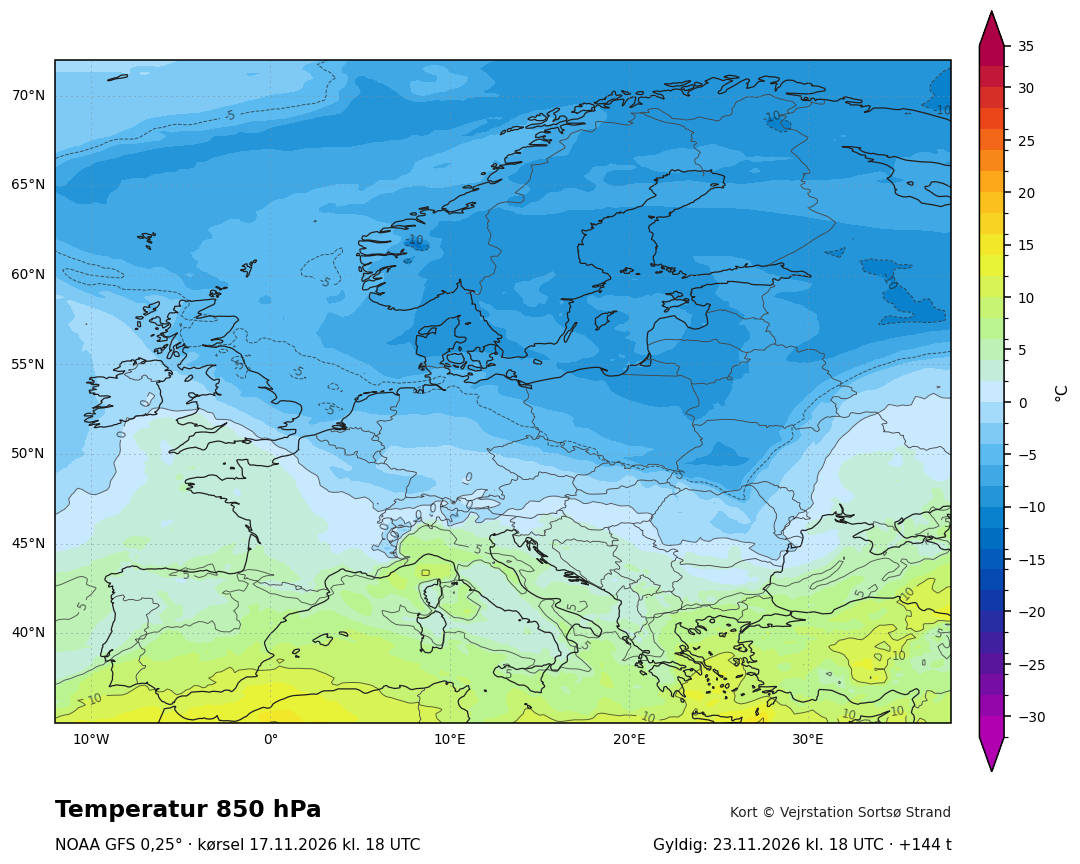 70°N
65°N
60°N
55°N
50°N
45°N
40°N
10°W
0°
10°E
20°E
30°E
35
30
25
20
15
10
5
0
−5
−10
−15
−20
−25
−30
°C
Temperatur 850 hPa
Kort © Vejrstation Sortsø Strand
NOAA GFS 0,25° · kørsel 17.11.2026 kl. 18 UTC
Gyldig: 23.11.2026 kl. 18 UTC · +144 t